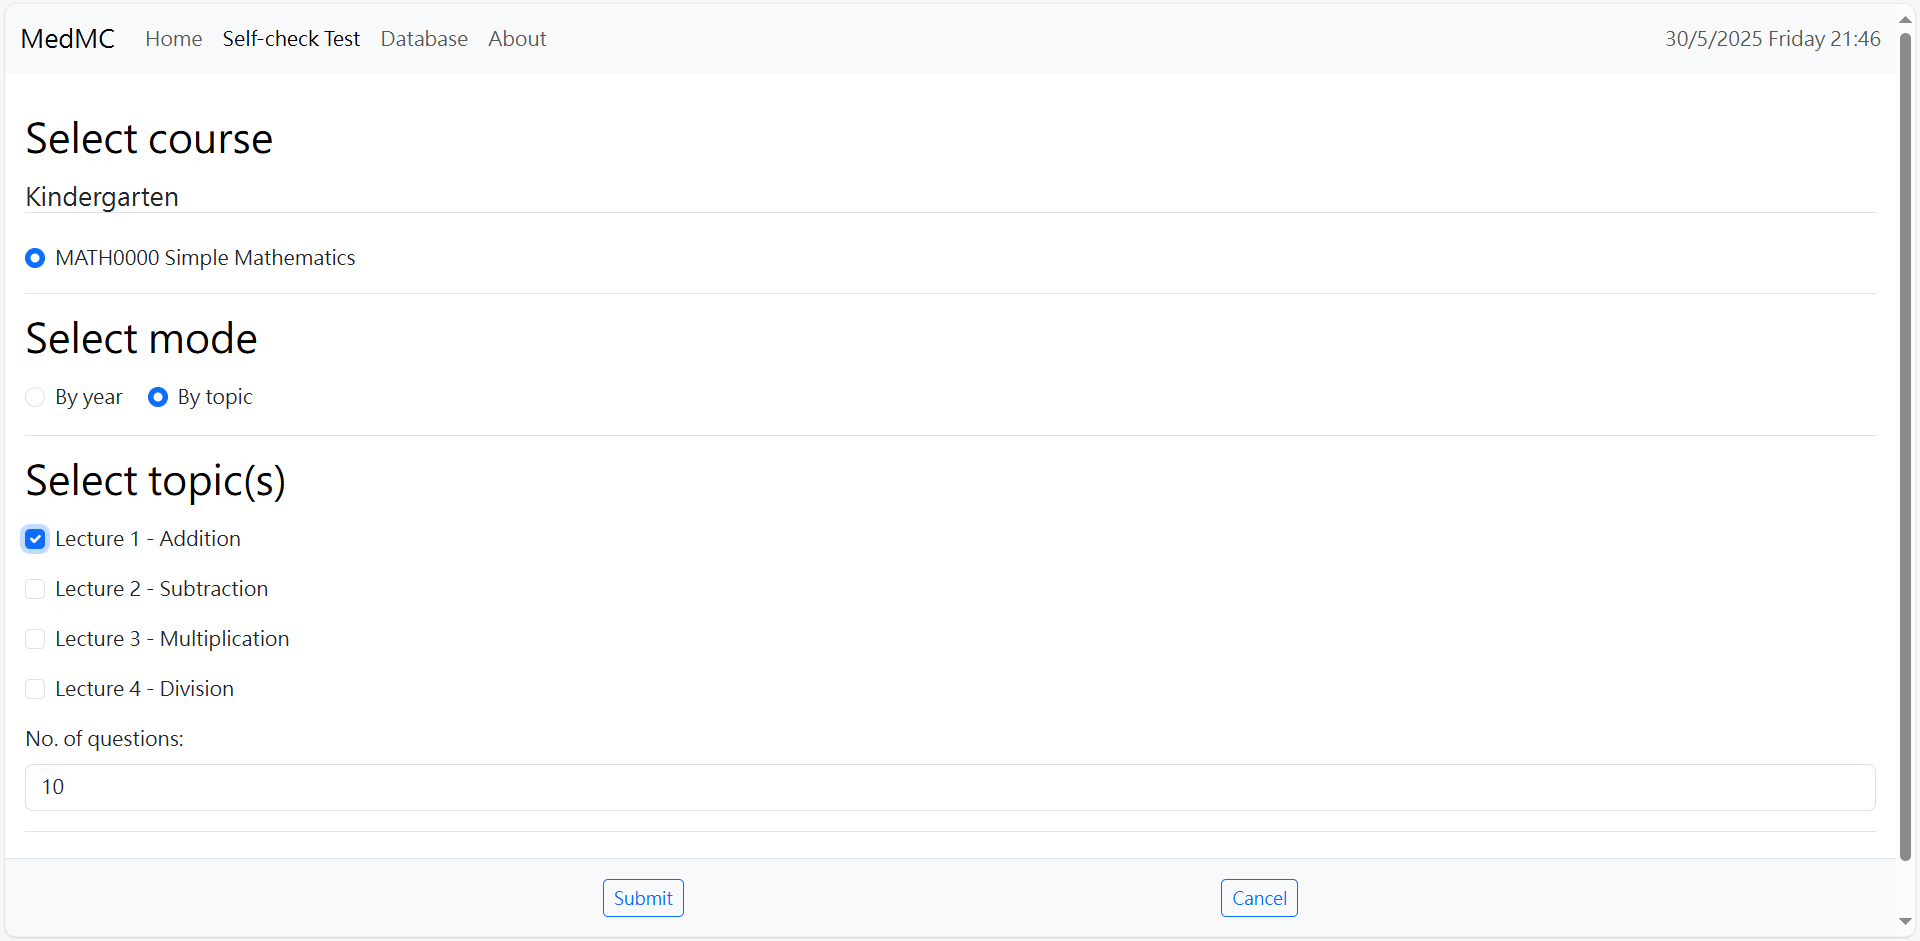 MedMC Home Self-check Test Database About 30/5/2025 Friday 21:46
Select course
Kindergarten
MATH0000 Simple Mathematics
Select mode
By year By topic
Select topic(s)
Lecture 1 - Addition
Lecture 2 - Subtraction
Lecture 3 - Multiplication
Lecture 4 - Division
No. of questions:
10
Submit Cancel